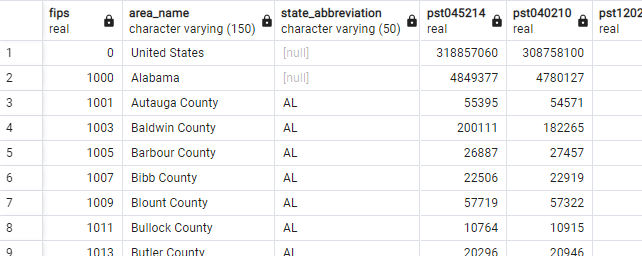 fips area_name state_abbreviation pst045214 pst040210 pst1202
real character varying (150) character varying (50) real real real
1 0 United States [null] 318857060 308758100
2 1000 Alabama [null] 4849377 4780127
3 1001 Autauga County AL 55395 54571
4 1003 Baldwin County AL 200111 182265
5 1005 Barbour County AL 26887 27457
6 1007 Bibb County AL 22506 22919
7 1009 Blount County AL 57719 57322
8 1011 Bullock County AL 10764 10915
9 1013 Butler County AL 20296 20946